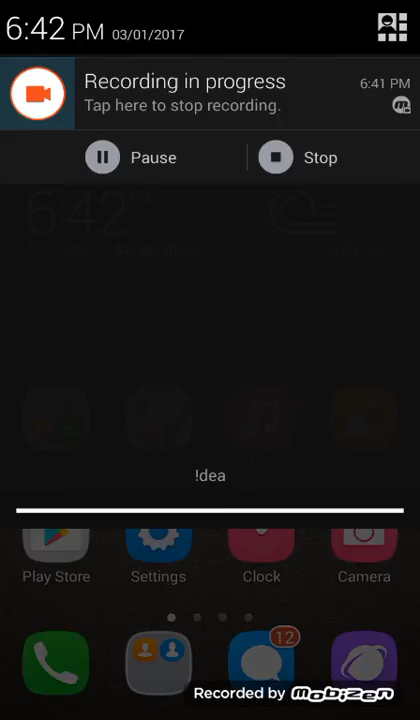 6:42 PM 03/01/2017
Recording in progress 6:41 PM
Tap here to stop recording.
Pause Stop
6:42
!dea
Play Store Settings Clock Camera
12
Recorded by mobizen